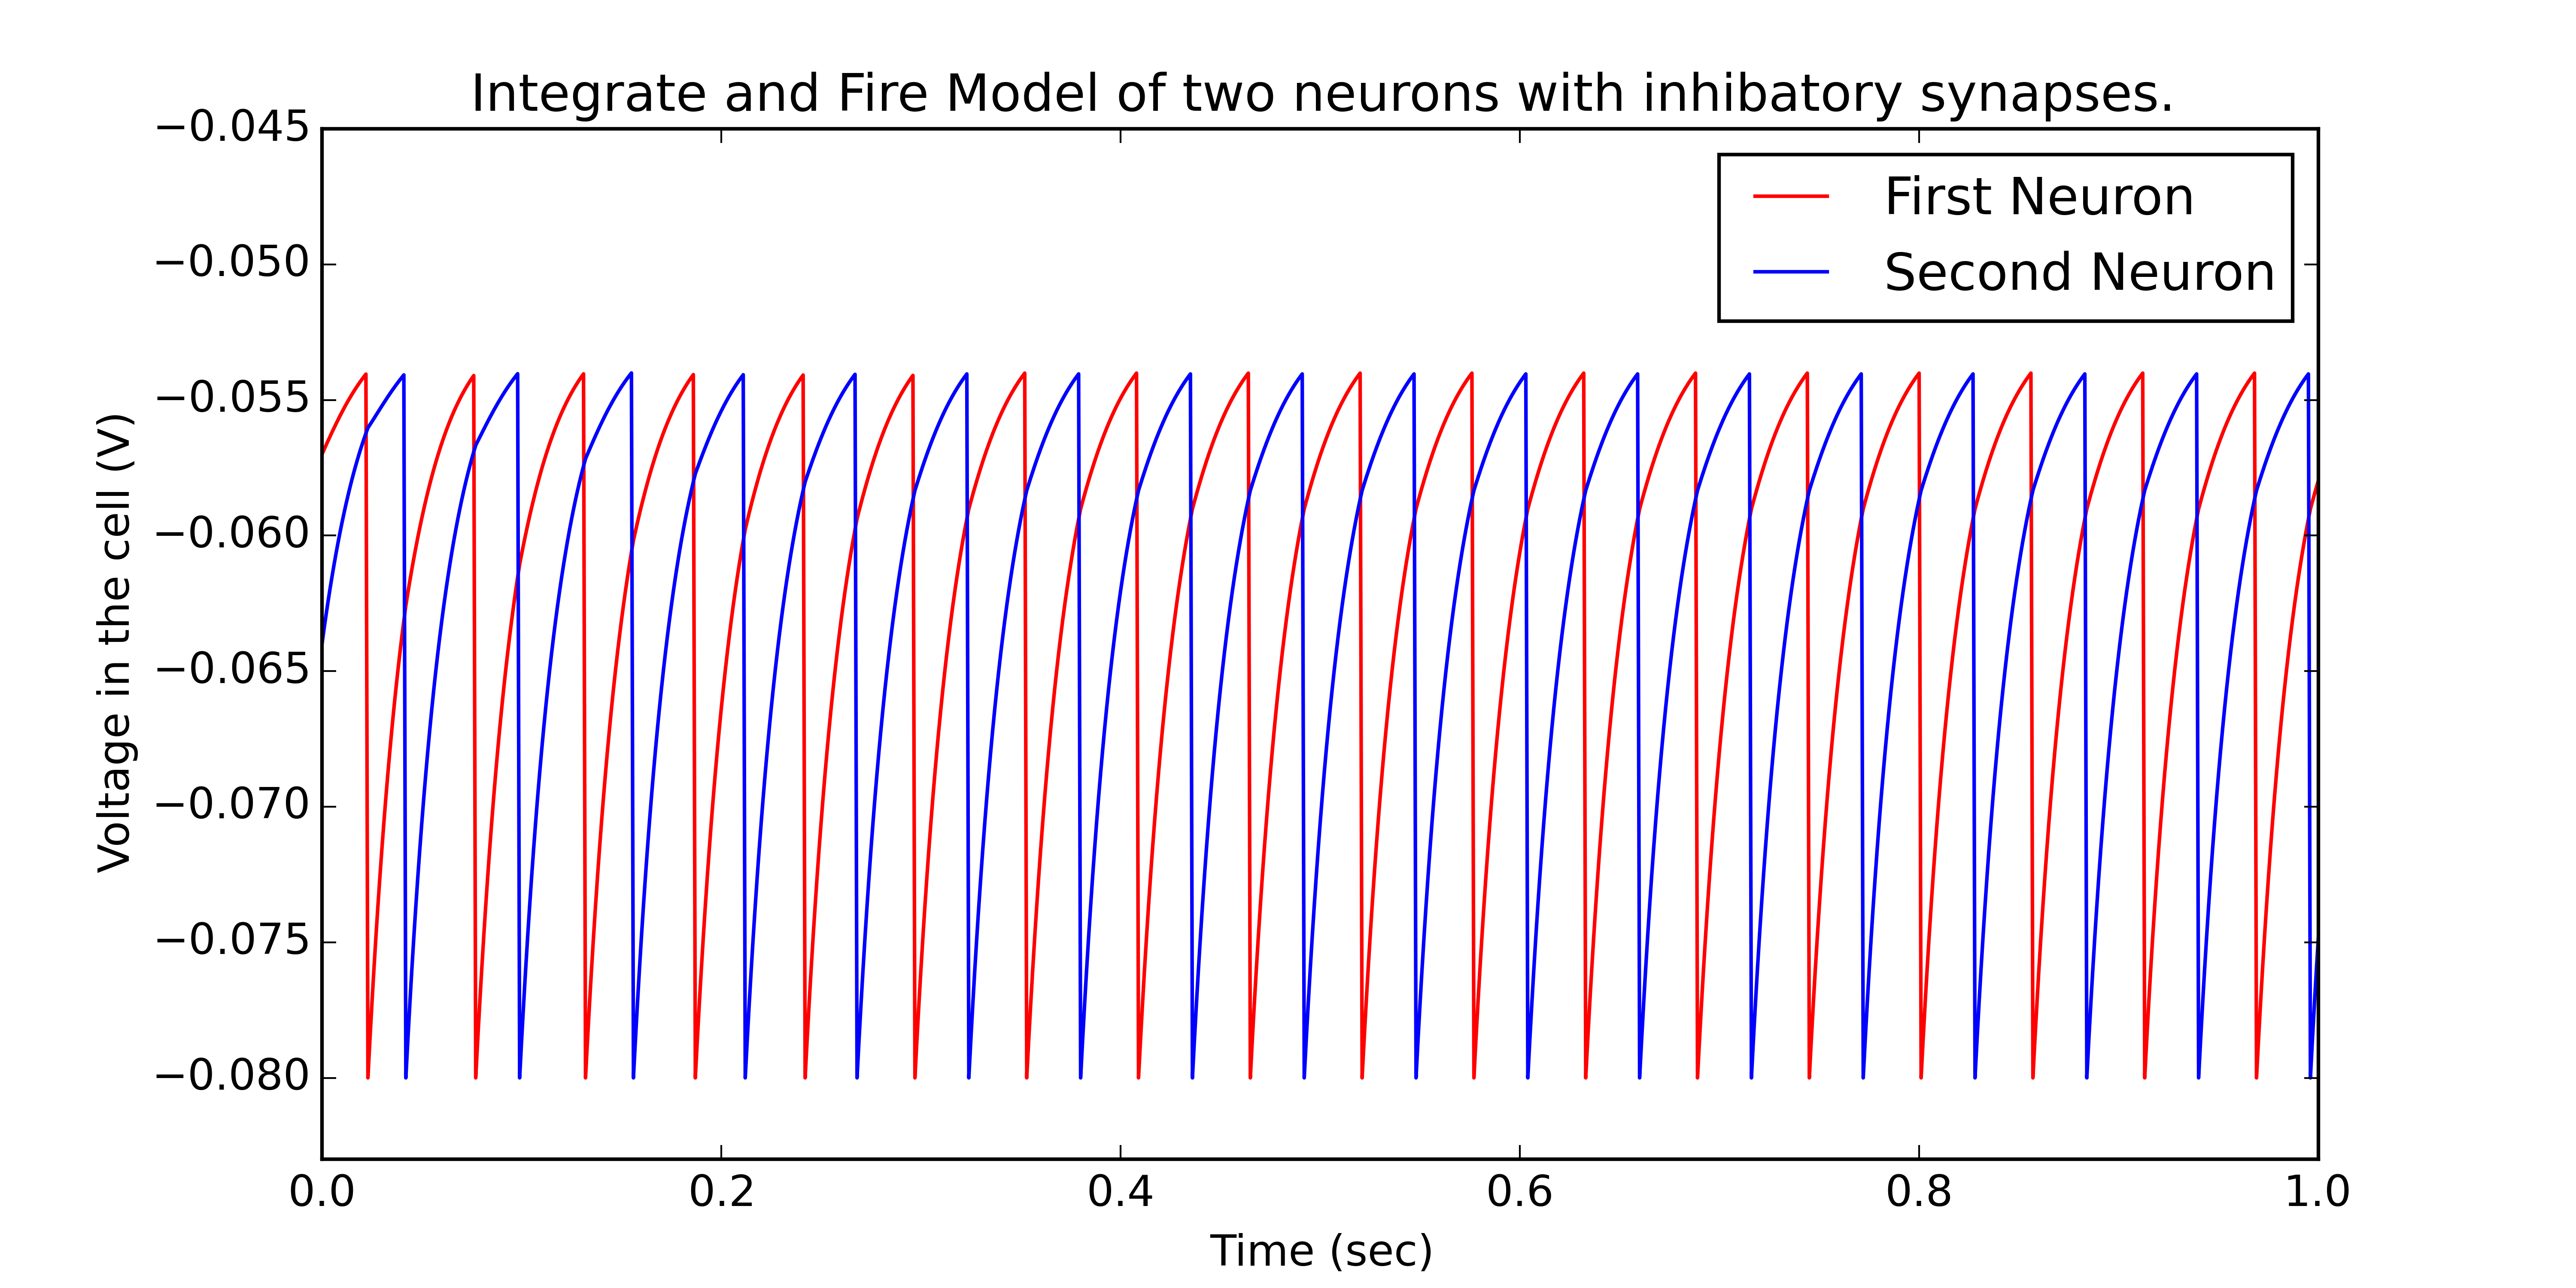 Integrate and Fire Model of two neurons with inhibatory synapses.
−0.045
First Neuron
Second Neuron
−0.050
−0.055
−0.060
−0.065
−0.070
−0.075
−0.080
Voltage in the cell (V)
0.0 0.2 0.4 0.6 0.8 1.0
Time (sec)